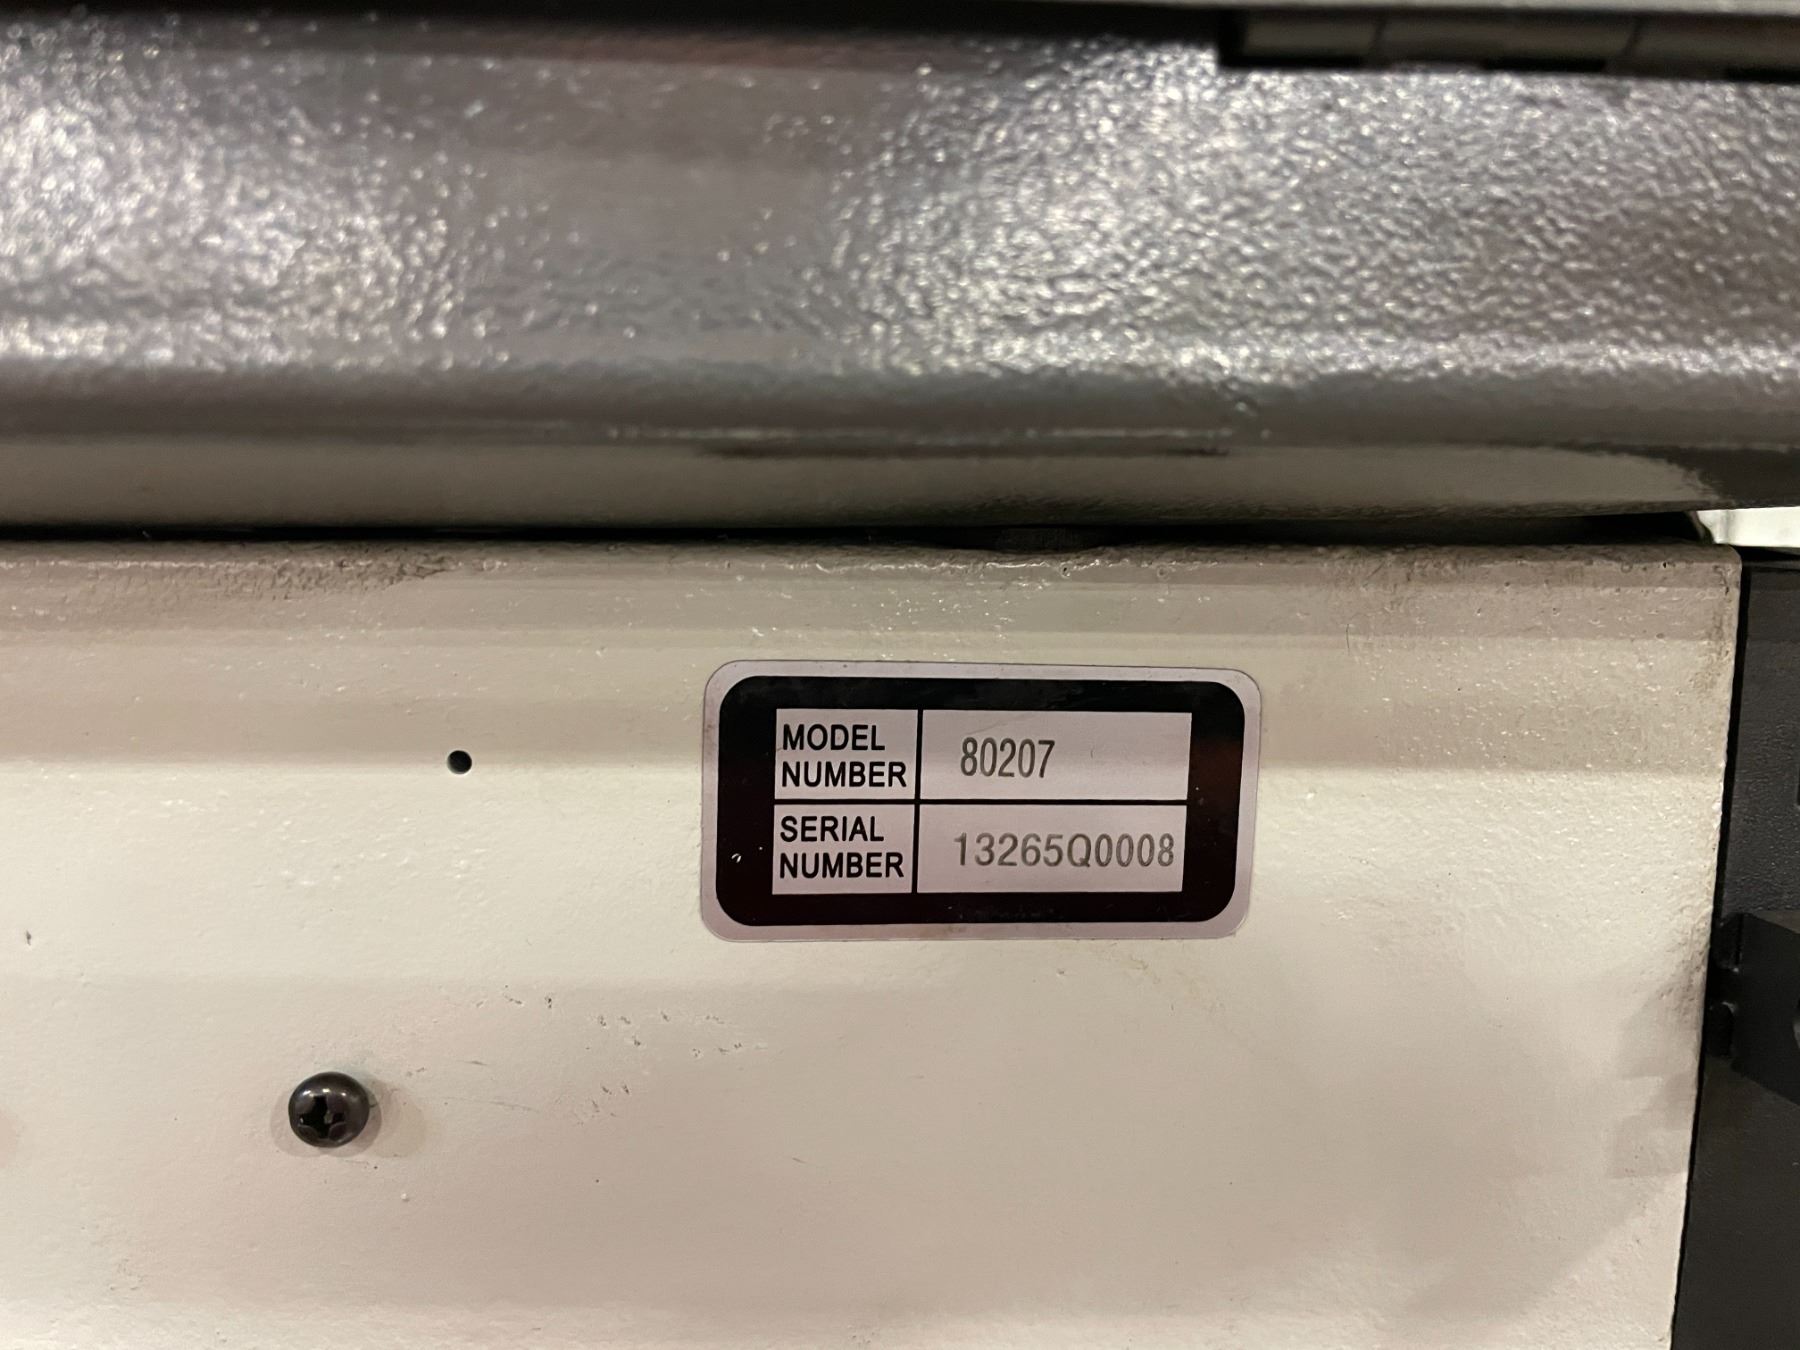 MODEL
NUMBER
80207
SERIAL
NUMBER
13265Q0008